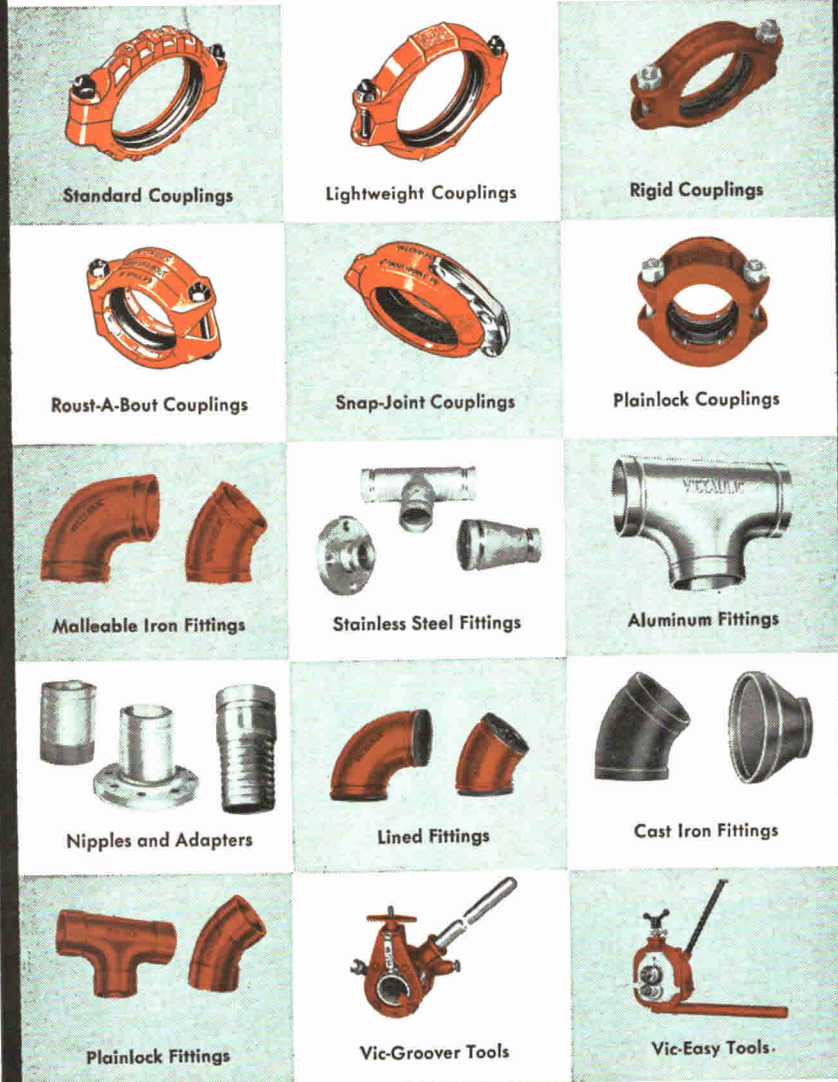 Standard Couplings
Lightweight Couplings
Rigid Couplings
Roust-A-Bout Couplings
Snap-Joint Couplings
Plainlock Couplings
VICTAULIC
Malleable Iron Fittings
Stainless Steel Fittings
Aluminum Fittings
Nipples and Adapters
Lined Fittings
Cast Iron Fittings
Plainlock Fittings
Vic-Groover Tools
Vic-Easy Tools.